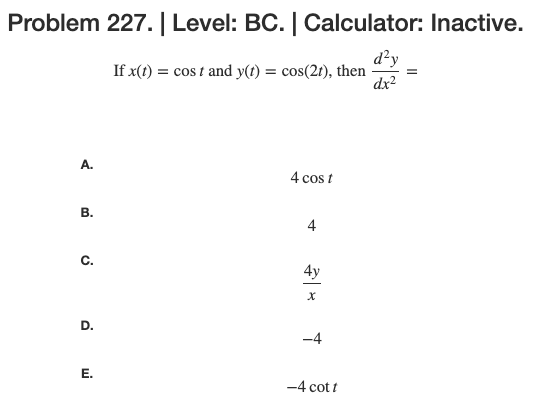 Problem 227. | Level: BC. | Calculator: Inactive.
If x(t) = cos t and y(t) = cos(2t), then d²y/dx² =
A. 4 cos t
B. 4
C. 4y/x
D. −4
E. −4 cot t